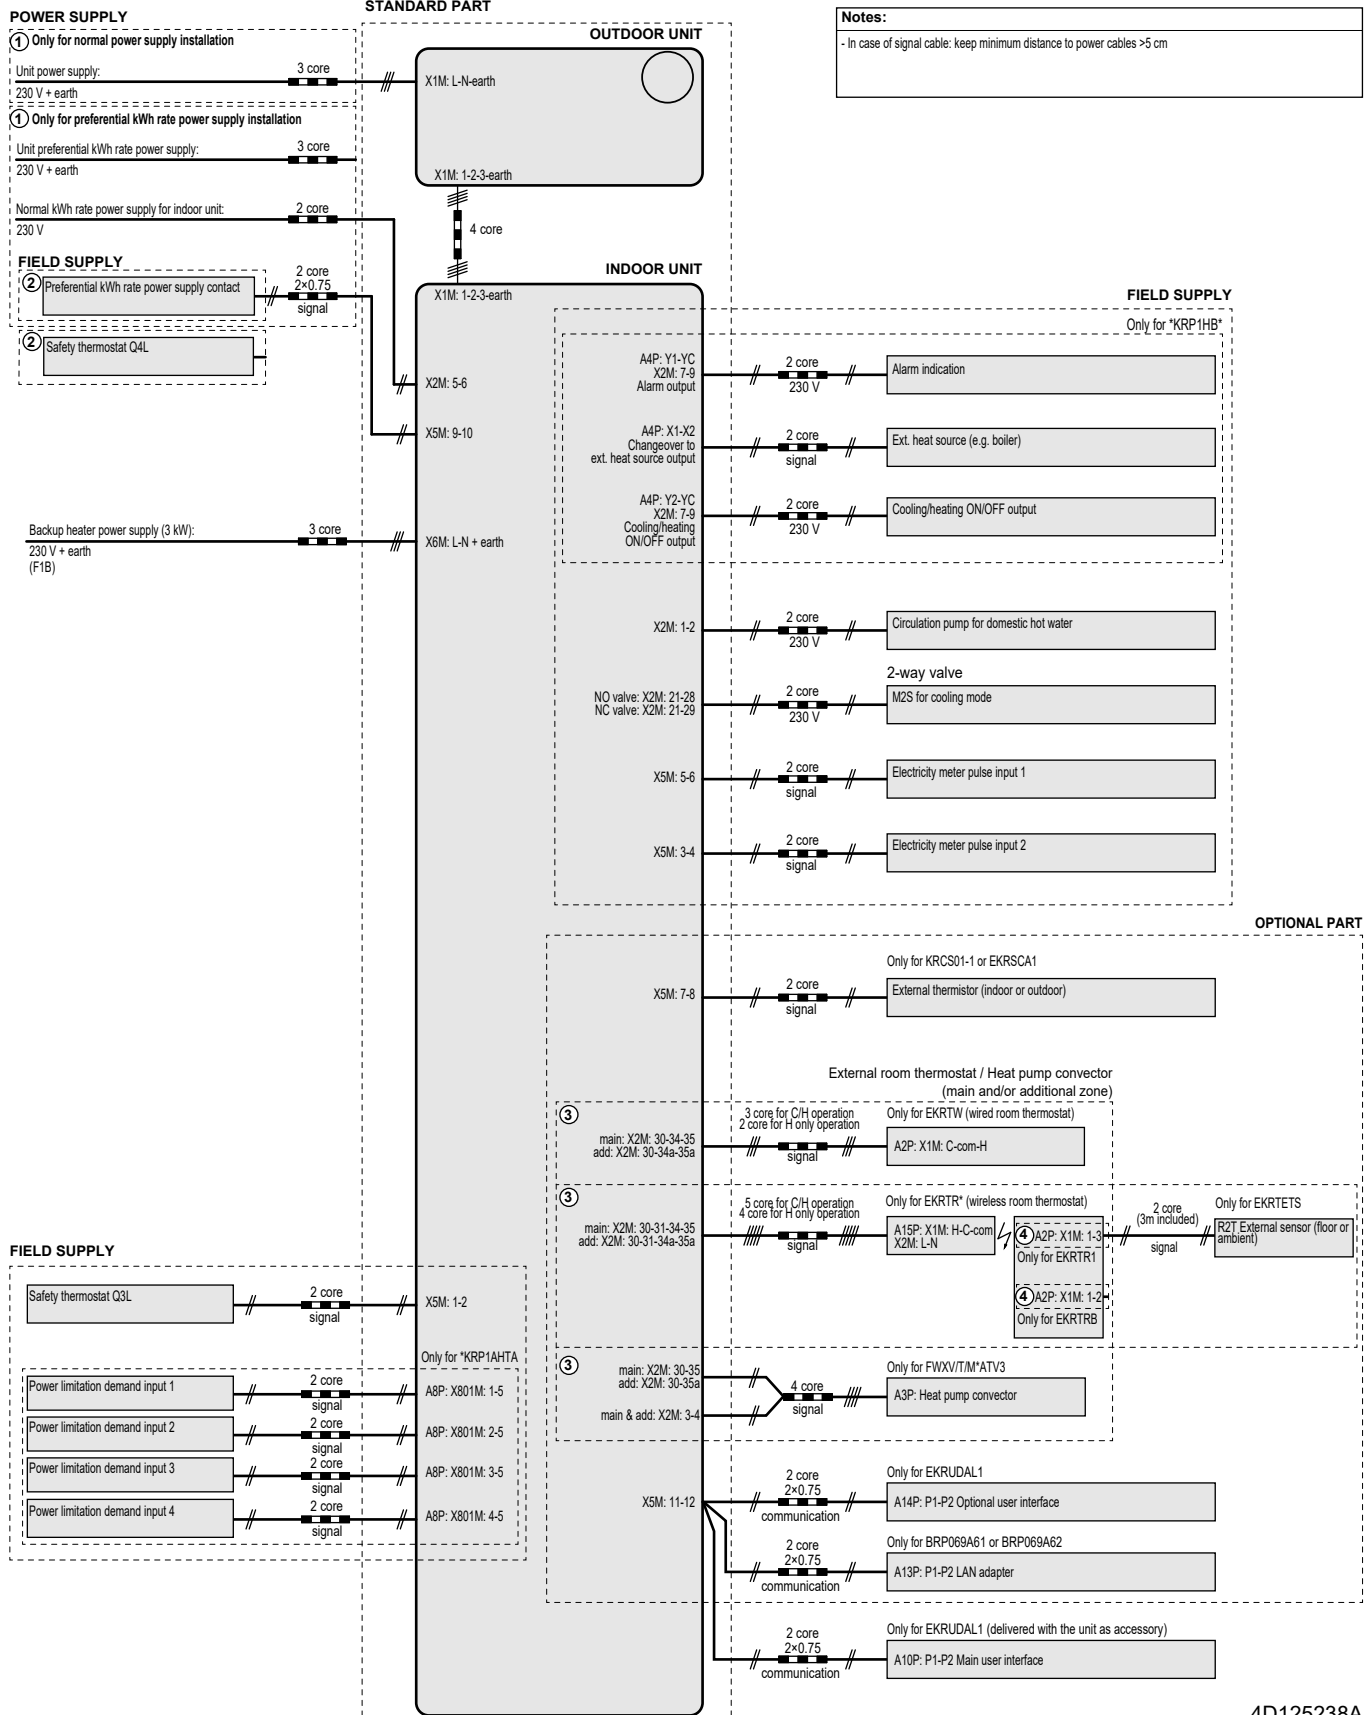 POWER SUPPLY
① Only for normal power supply installation
Unit power supply:
3 core
230 V + earth
① Only for preferential kWh rate power supply installation
Unit preferential kWh rate power supply:
3 core
230 V + earth
Normal kWh rate power supply for indoor unit:
2 core
230 V
FIELD SUPPLY
② Preferential kWh rate power supply contact
2 core
2×0.75
signal
② Safety thermostat Q4L
Backup heater power supply (3 kW):
3 core
230 V + earth
(F1B)
STANDARD PART
OUTDOOR UNIT
X1M: L-N-earth
X1M: 1-2-3-earth
4 core
INDOOR UNIT
X1M: 1-2-3-earth
X2M: 5-6
X5M: 9-10
X6M: L-N + earth
Notes:
- In case of signal cable: keep minimum distance to power cables >5 cm
FIELD SUPPLY
Only for *KRP1HB*
A4P: Y1-YC
X2M: 7-9
Alarm output
2 core
230 V
Alarm indication
A4P: X1-X2
Changeover to
ext. heat source output
2 core
signal
Ext. heat source (e.g. boiler)
A4P: Y2-YC
X2M: 7-9
Cooling/heating
ON/OFF output
2 core
230 V
Cooling/heating ON/OFF output
X2M: 1-2
2 core
230 V
Circulation pump for domestic hot water
2-way valve
NO valve: X2M: 21-28
NC valve: X2M: 21-29
2 core
230 V
M2S for cooling mode
X5M: 5-6
2 core
signal
Electricity meter pulse input 1
X5M: 3-4
2 core
signal
Electricity meter pulse input 2
OPTIONAL PART
Only for KRCS01-1 or EKRSCA1
X5M: 7-8
2 core
signal
External thermistor (indoor or outdoor)
External room thermostat / Heat pump convector
(main and/or additional zone)
③
main: X2M: 30-34-35
add: X2M: 30-34a-35a
3 core for C/H operation
2 core for H only operation
signal
Only for EKRTW (wired room thermostat)
A2P: X1M: C-com-H
③
main: X2M: 30-31-34-35
add: X2M: 30-31-34a-35a
5 core for C/H operation
4 core for H only operation
signal
Only for EKRTR* (wireless room thermostat)
A15P: X1M: H-C-com
X2M: L-N
④ A2P: X1M: 1-3
Only for EKRTR1
④ A2P: X1M: 1-2
Only for EKRTRB
2 core
(3m included)
signal
Only for EKRTETS
R2T External sensor (floor or
ambient)
③
main: X2M: 30-35
add: X2M: 30-35a
main & add: X2M: 3-4
4 core
signal
Only for FWXV/T/M*ATV3
A3P: Heat pump convector
X5M: 11-12
2 core
2×0.75
communication
Only for EKRUDAL1
A14P: P1-P2 Optional user interface
2 core
2×0.75
communication
Only for BRP069A61 or BRP069A62
A13P: P1-P2 LAN adapter
2 core
2×0.75
communication
Only for EKRUDAL1 (delivered with the unit as accessory)
A10P: P1-P2 Main user interface
FIELD SUPPLY
Safety thermostat Q3L
2 core
signal
X5M: 1-2
Only for *KRP1AHTA
Power limitation demand input 1
2 core
signal
A8P: X801M: 1-5
Power limitation demand input 2
2 core
signal
A8P: X801M: 2-5
Power limitation demand input 3
2 core
signal
A8P: X801M: 3-5
Power limitation demand input 4
2 core
signal
A8P: X801M: 4-5
4D125238A